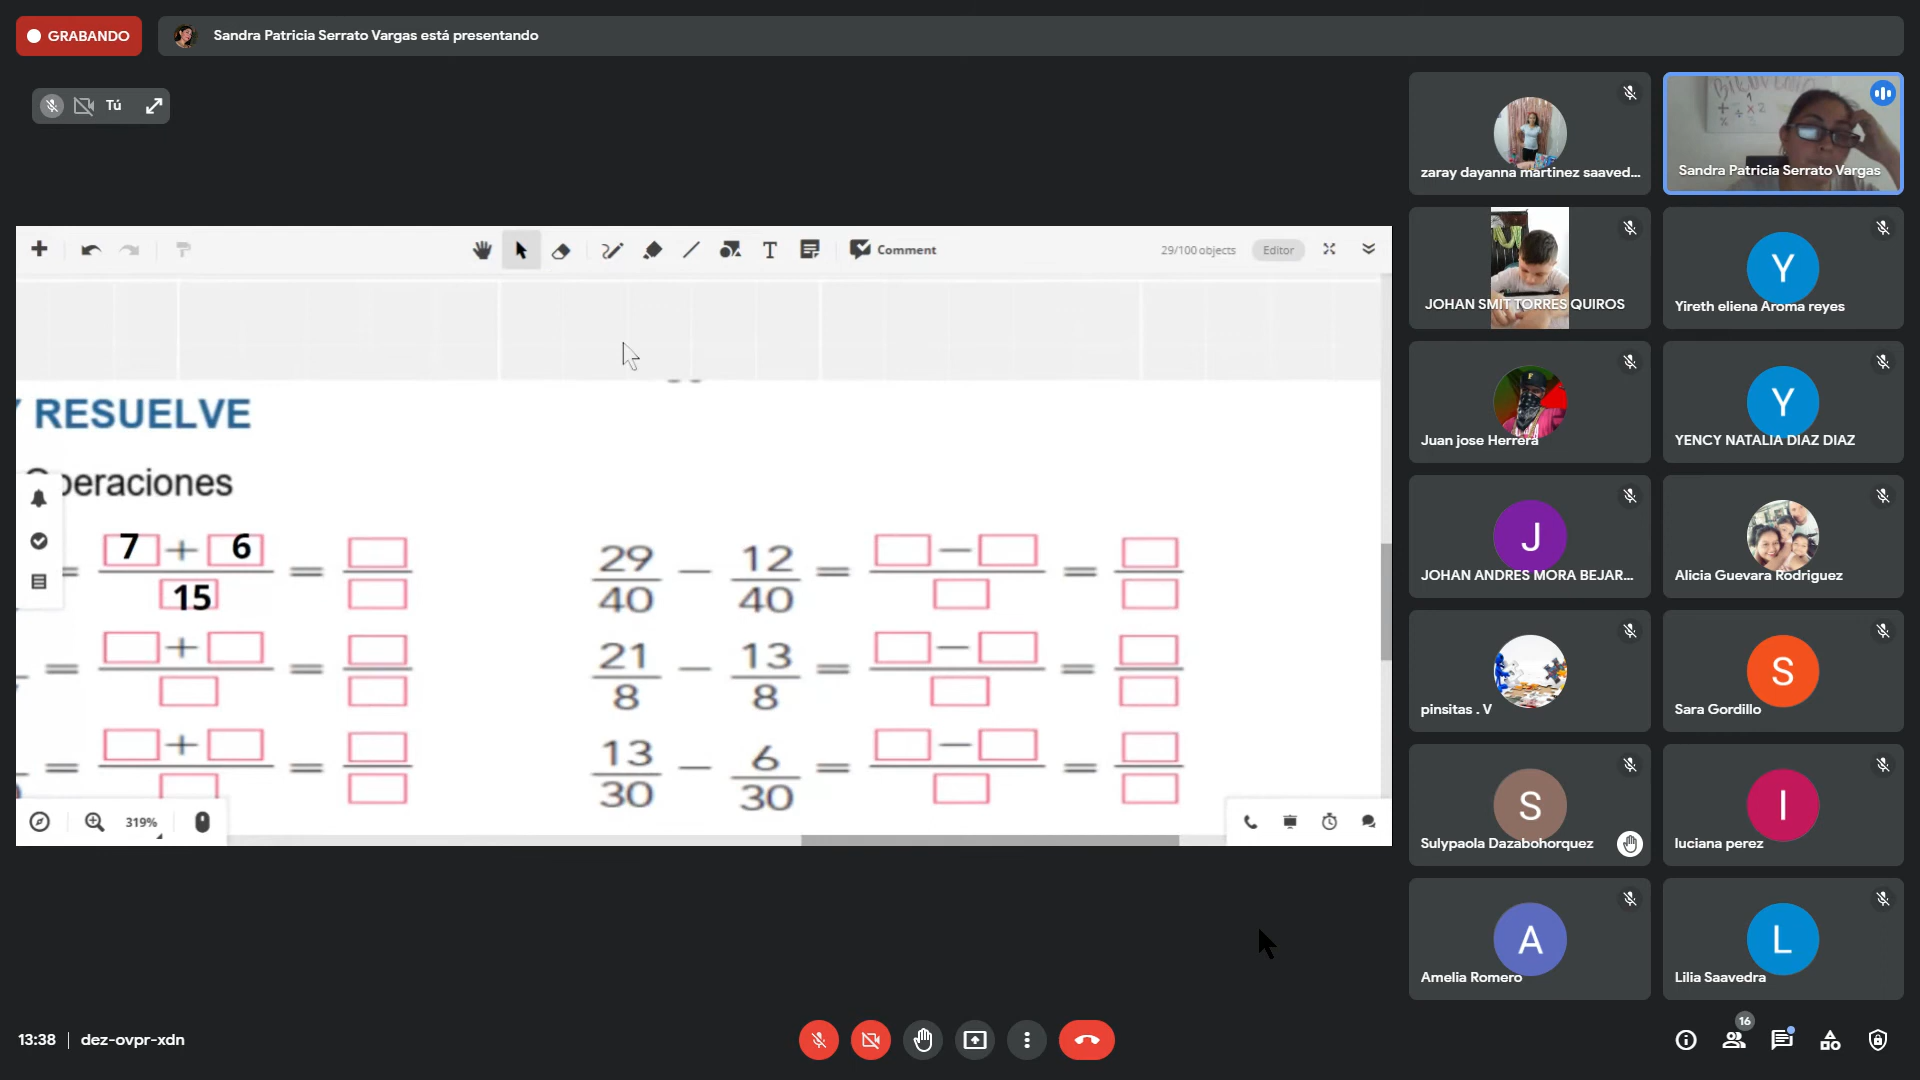 GRABANDO
Sandra Patricia Serrato Vargas está presentando
Tú
Comment
29/100 objects
Editor
Y RESUELVE
Operaciones
7 + 6 =
15
29 − 12 = − =
40 40
+ =
21 − 13 = − =
8 8
+ =
13 − 6 = − =
30 30
319%
zaray dayanna martinez saaved...
Sandra Patricia Serrato Vargas
JOHAN SMIT TORRES QUIROS
Y
Yireth eliena Aroma reyes
Juan jose Herrera
Y
YENCY NATALIA DIAZ DIAZ
J
JOHAN ANDRES MORA BEJAR...
Alicia Guevara Rodriguez
pinsitas . V
S
Sara Gordillo
S
Sulypaola Dazabohorquez
I
luciana perez
A
Amelia Romero
L
Lilia Saavedra
13:38 | dez-ovpr-xdn
16